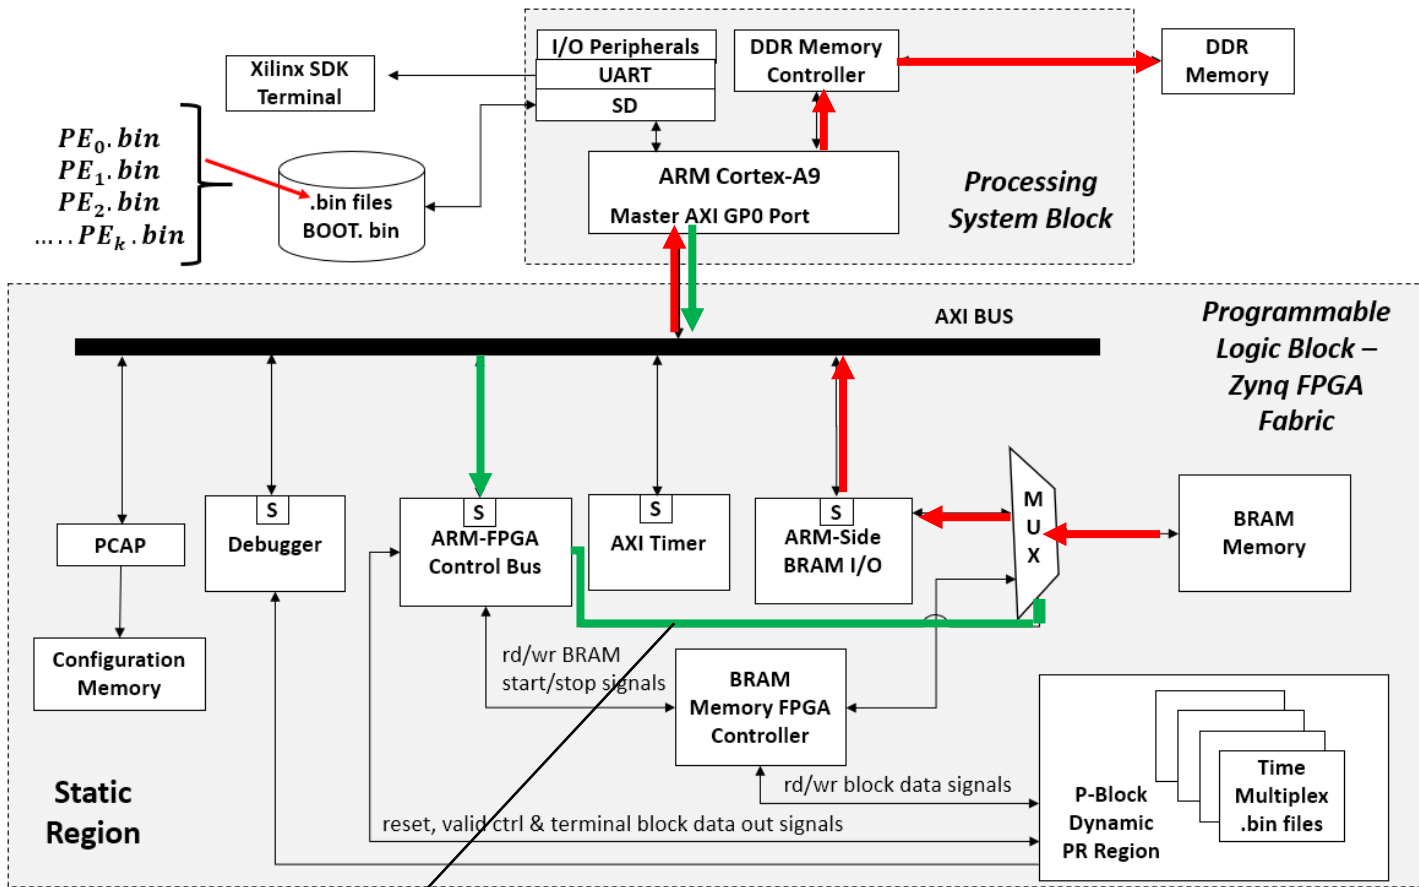 I/O Peripherals
UART
SD
DDR Memory
Controller
DDR
Memory
Xilinx SDK
Terminal
PE₀.bin
PE₁.bin
PE₂.bin
.....PEₖ.bin
.bin files
BOOT. bin
ARM Cortex-A9
Master AXI GP0 Port
Processing
System Block
AXI BUS
Programmable
Logic Block –
Zynq FPGA
Fabric
PCAP
Configuration
Memory
S
Debugger
S
ARM-FPGA
Control Bus
S
AXI Timer
S
ARM-Side
BRAM I/O
M
U
X
BRAM
Memory
rd/wr BRAM
start/stop signals
BRAM
Memory FPGA
Controller
rd/wr block data signals
reset, valid ctrl & terminal block data out signals
Static
Region
P-Block
Dynamic
PR Region
Time
Multiplex
.bin files